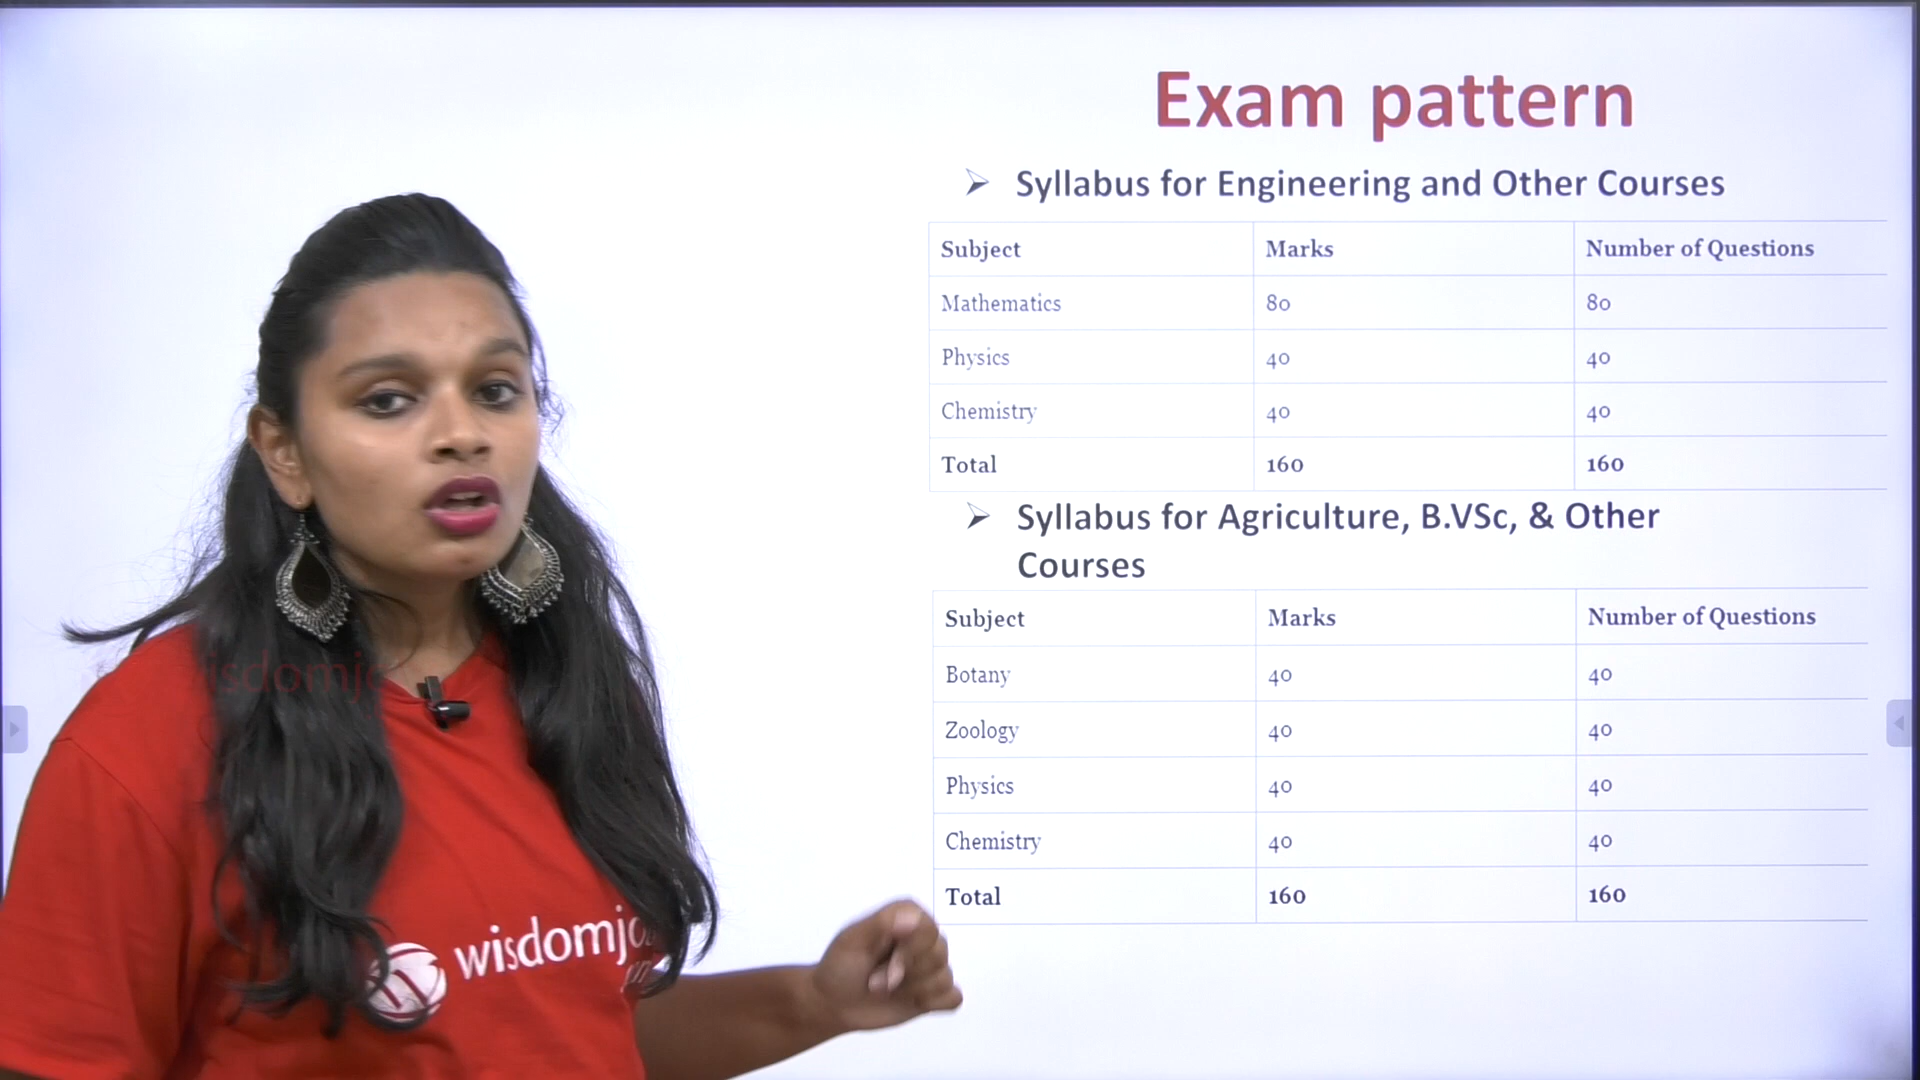 Exam pattern
Syllabus for Engineering and Other Courses
Subject Marks Number of Questions
Mathematics 80 80
Physics 40 40
Chemistry 40 40
Total 160 160
Syllabus for Agriculture, B.VSc, & Other
Courses
Subject Marks Number of Questions
Botany 40 40
Zoology 40 40
Physics 40 40
Chemistry 40 40
Total 160 160
wisdomjo